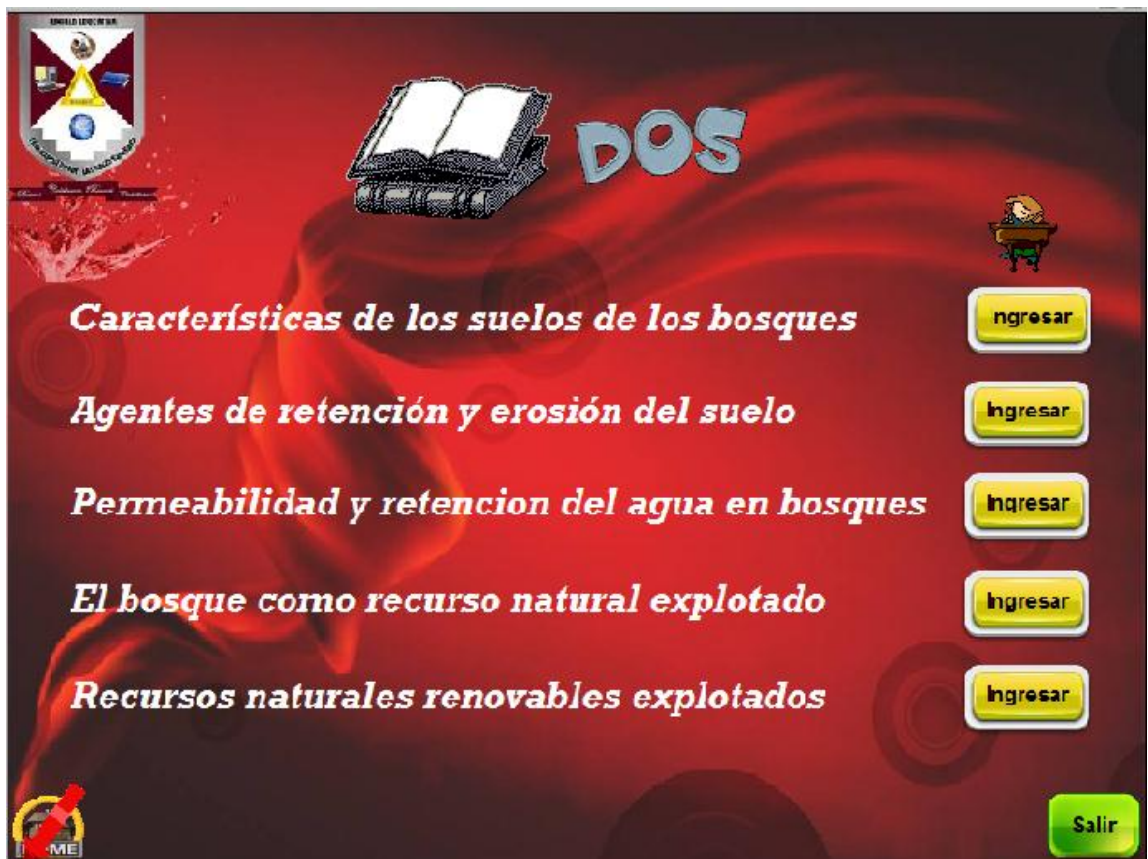 DOS
Características de los suelos de los bosques
ngresar
Agentes de retención y erosión del suelo
Ingresar
Permeabilidad y retencion del agua en bosques
Ingresar
El bosque como recurso natural explotado
Ingresar
Recursos naturales renovables explotados
Ingresar
Salir